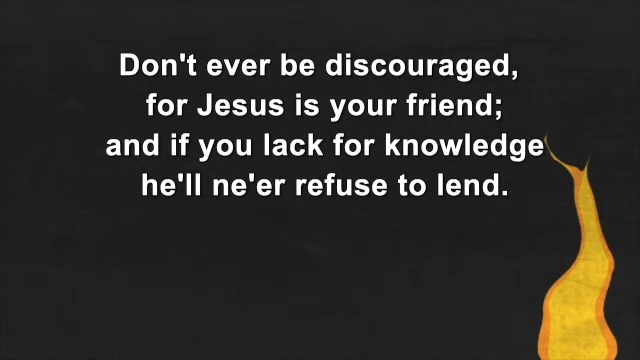 Don't ever be discouraged,
for Jesus is your friend;
and if you lack for knowledge
he'll ne'er refuse to lend.